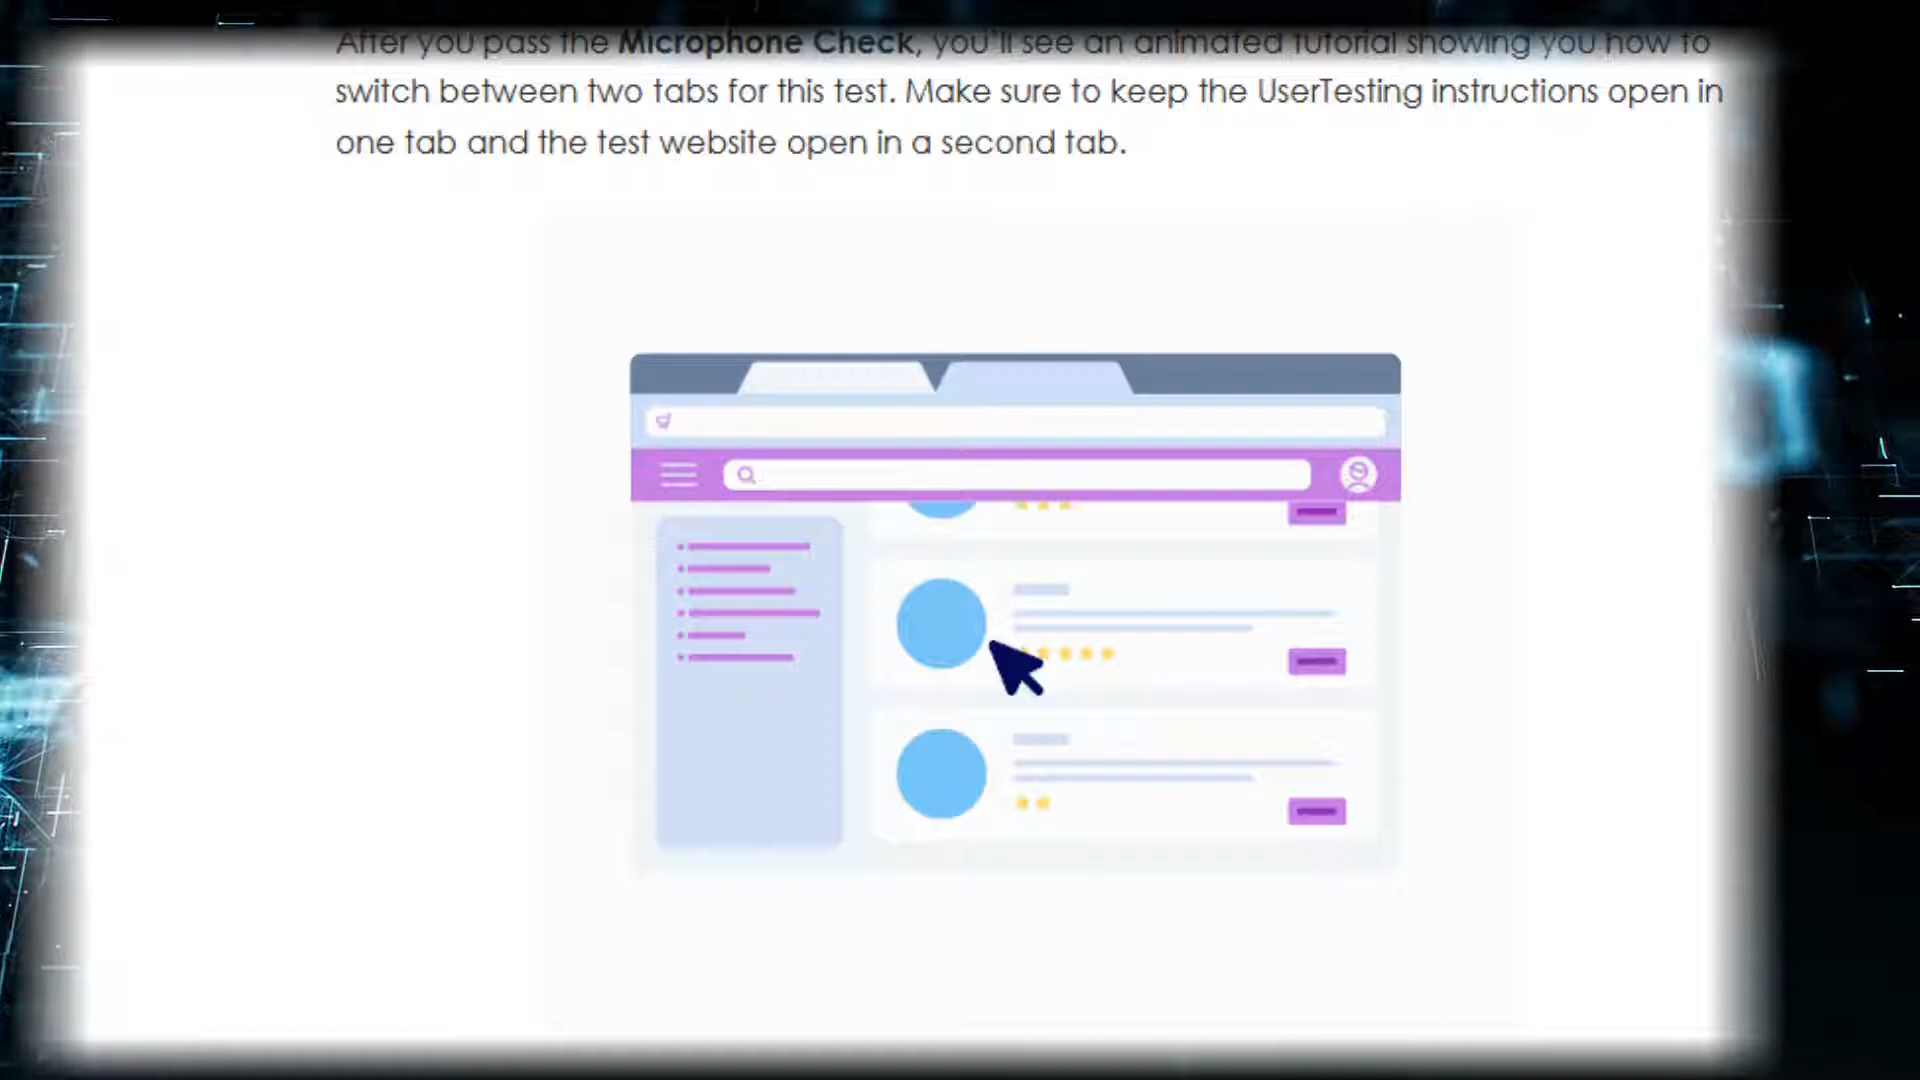 After you pass the Microphone Check, you'll see an animated tutorial showing you how to
switch between two tabs for this test. Make sure to keep the UserTesting instructions open in
one tab and the test website open in a second tab.